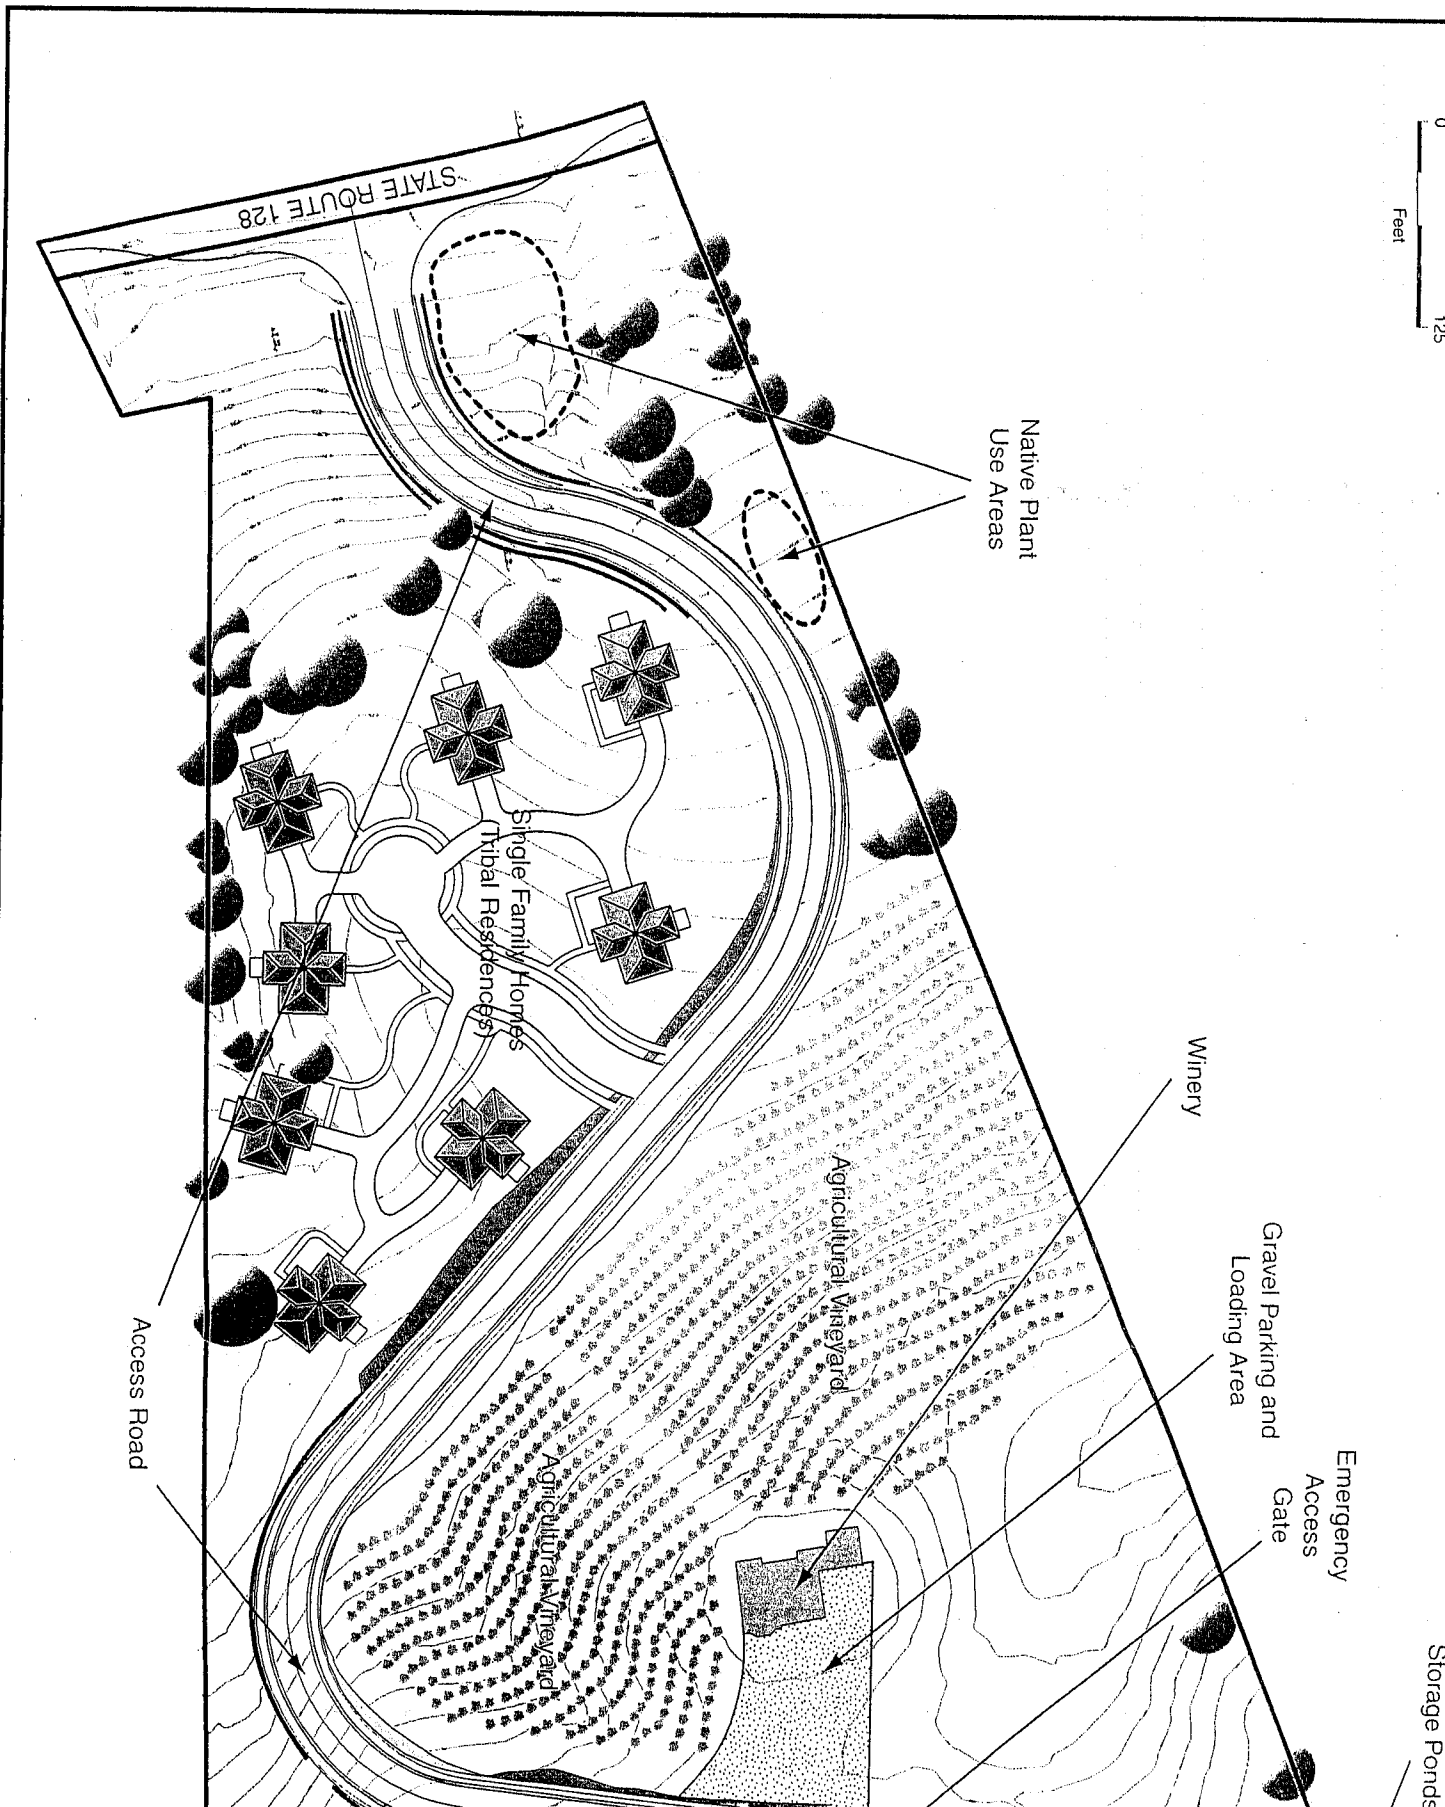 0
125
Feet
STATE ROUTE 128
Native Plant
Use Areas
Single Family Homes
(Tribal Residences)
Winery
Agricultural Vineyard
Gravel Parking and
Loading Area
Emergency
Access
Gate
Access Road
Agricultural Vineyard
Storage Ponds